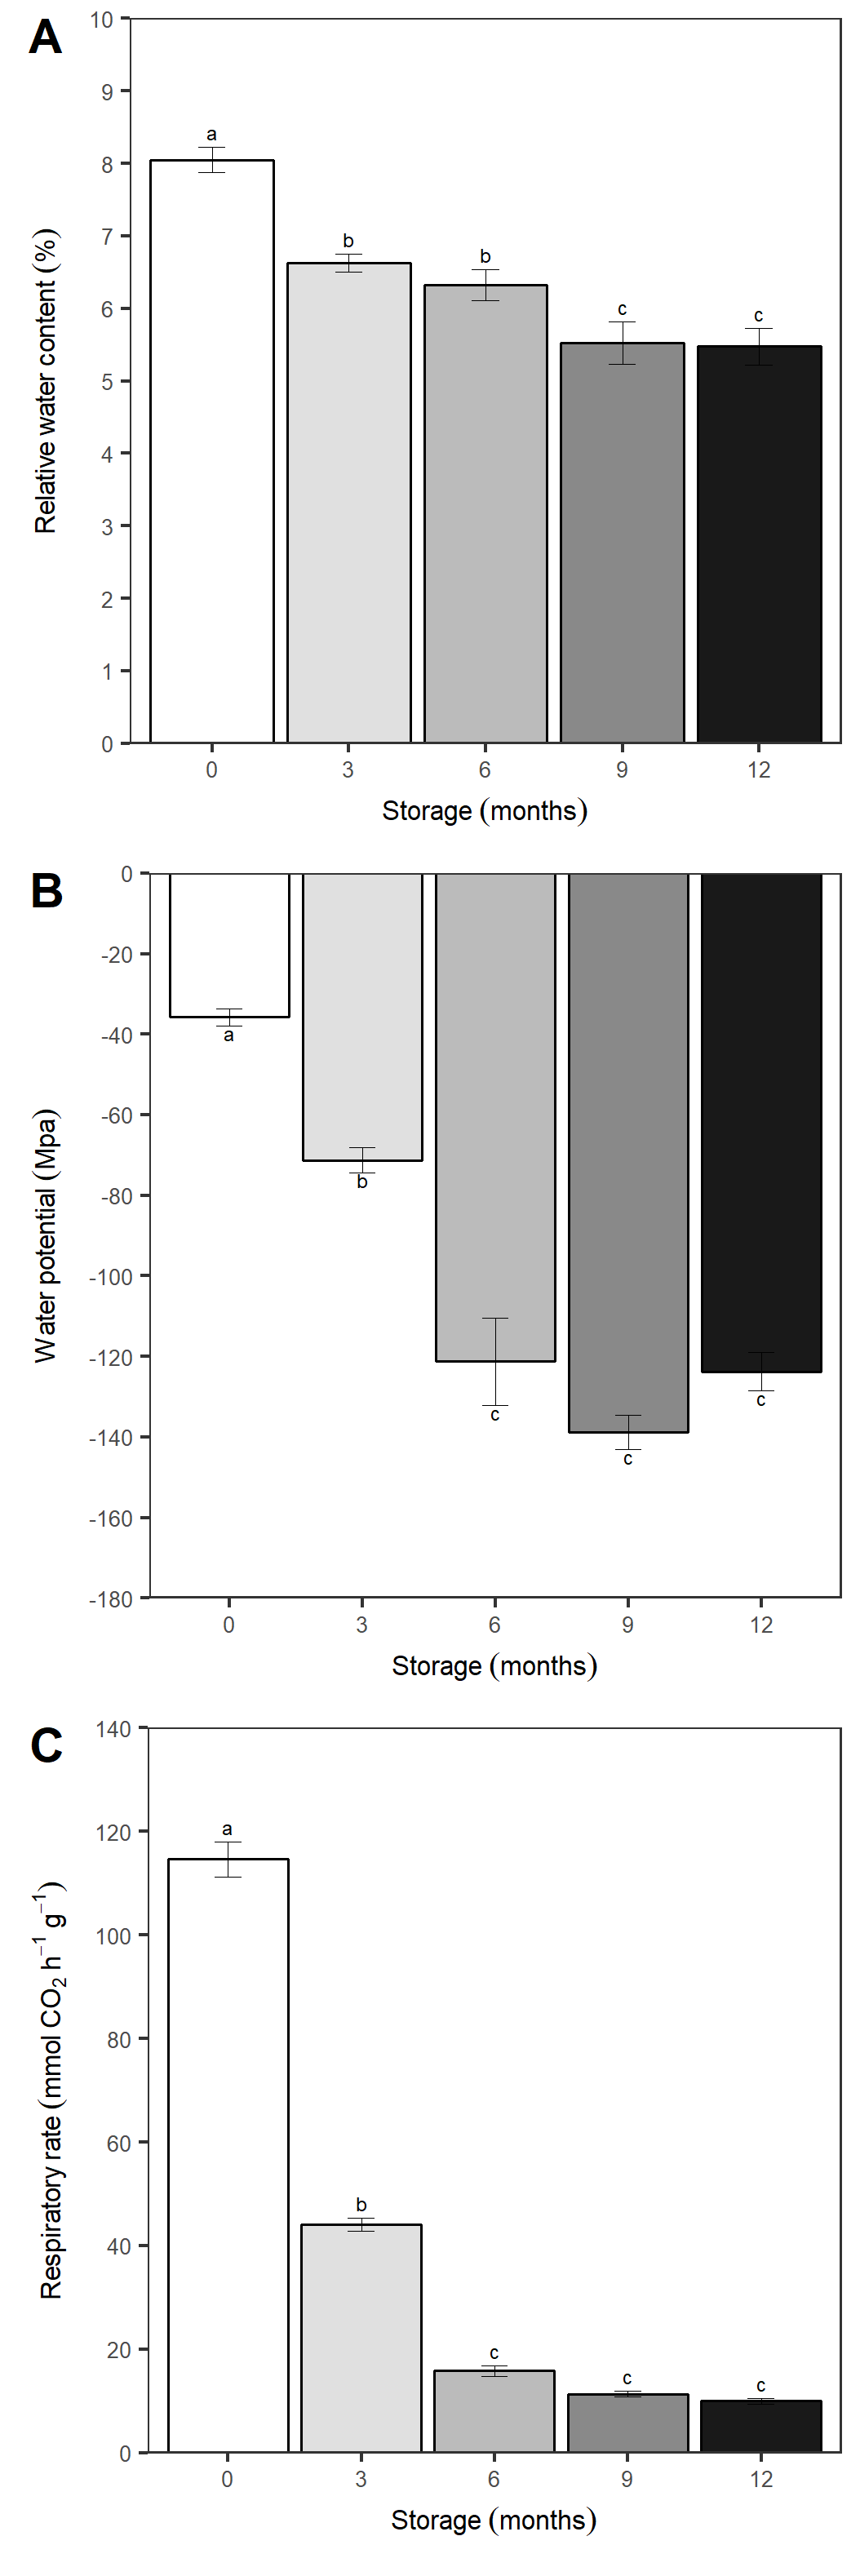 A
Relative water content (%)
10
9
8
7
6
5
4
3
2
1
0
a
b
b
c
c
0 3 6 9 12
Storage (months)
B
Water potential (Mpa)
0
-20
-40
-60
-80
-100
-120
-140
-160
-180
a
b
c
c
c
0 3 6 9 12
Storage (months)
C
Respiratory rate (mmol CO₂ h⁻¹ g⁻¹)
140
120
100
80
60
40
20
0
a
b
c
c
c
0 3 6 9 12
Storage (months)